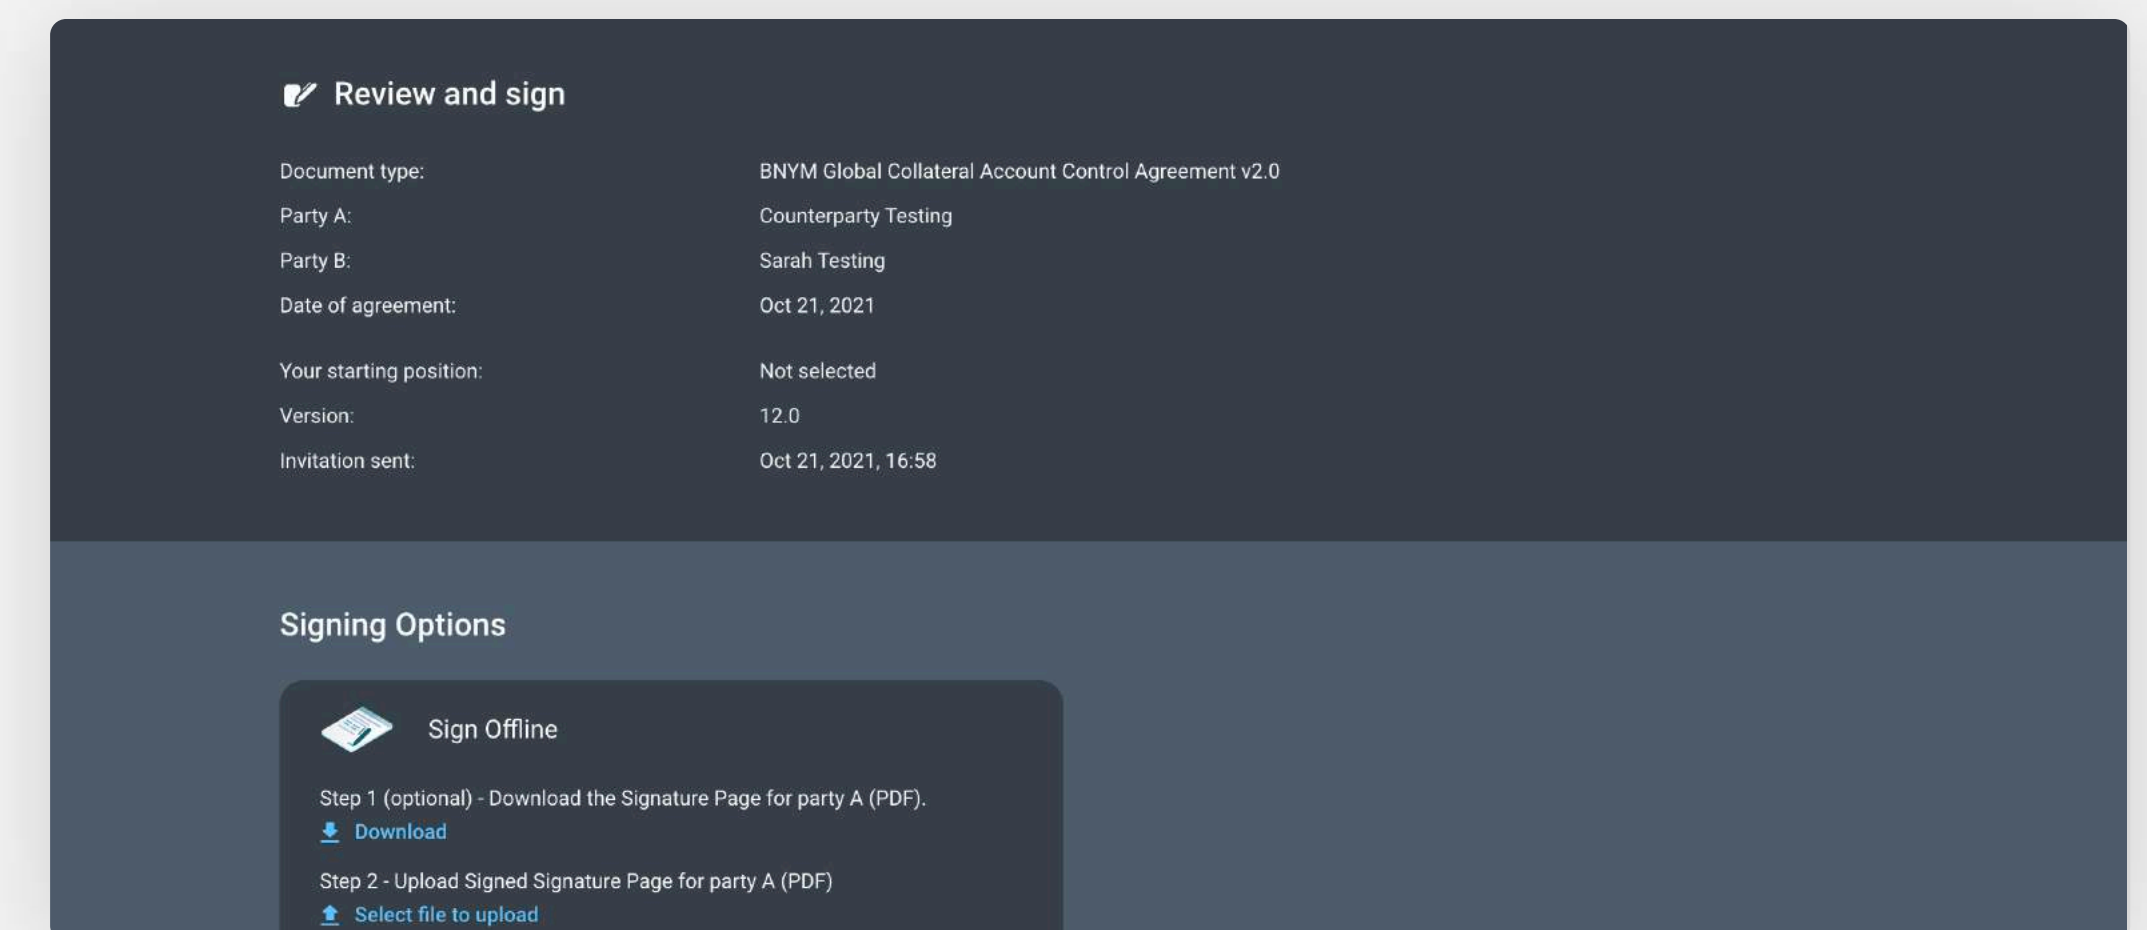 Review and sign
Document type: BNYM Global Collateral Account Control Agreement v2.0
Party A: Counterparty Testing
Party B: Sarah Testing
Date of agreement: Oct 21, 2021
Your starting position: Not selected
Version: 12.0
Invitation sent: Oct 21, 2021, 16:58
Signing Options
Sign Offline
Step 1 (optional) - Download the Signature Page for party A (PDF).
Download
Step 2 - Upload Signed Signature Page for party A (PDF)
Select file to upload